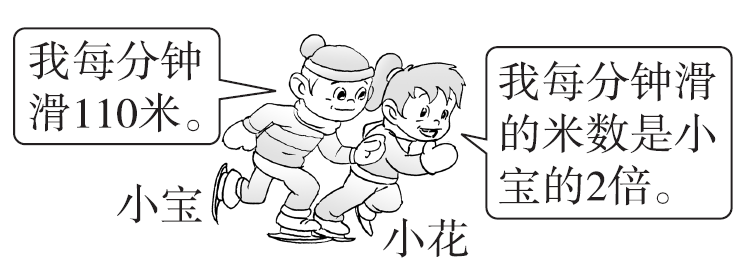 我每分钟
滑110米。
我每分钟滑
的米数是小
宝的2倍。
小宝
小花